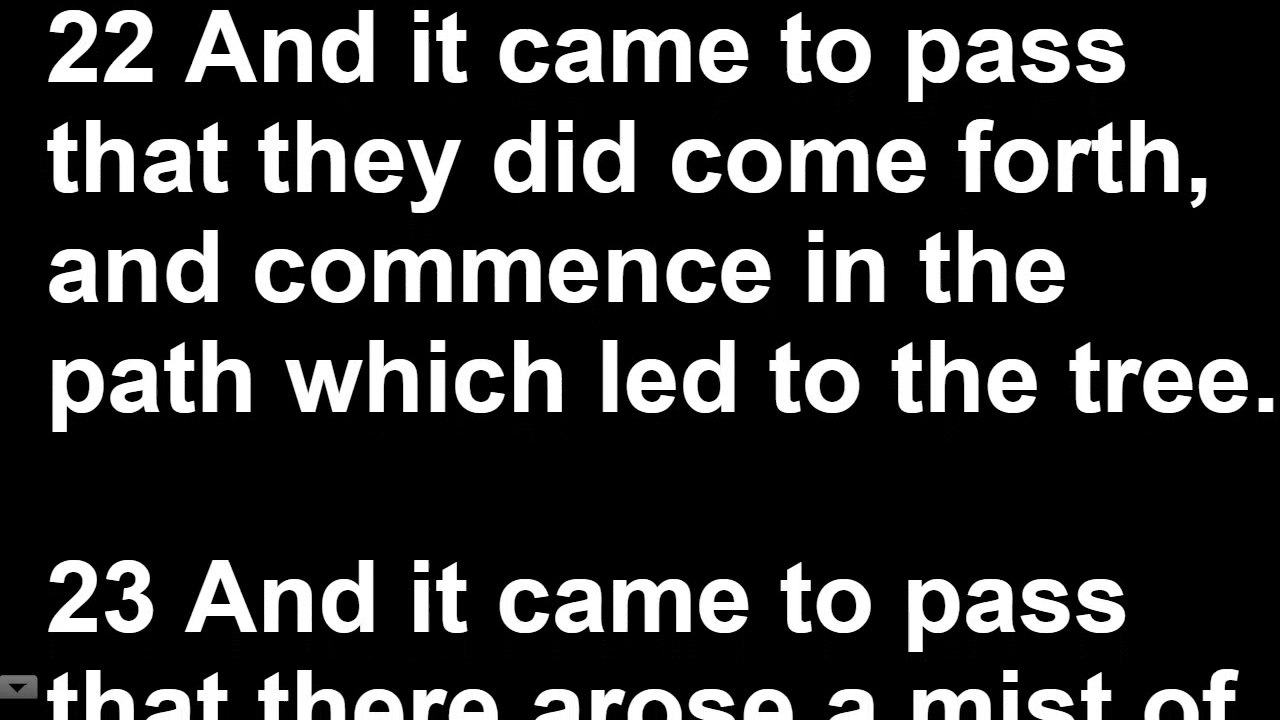 22 And it came to pass
that they did come forth,
and commence in the
path which led to the tree.
23 And it came to pass
that there arose a mist of